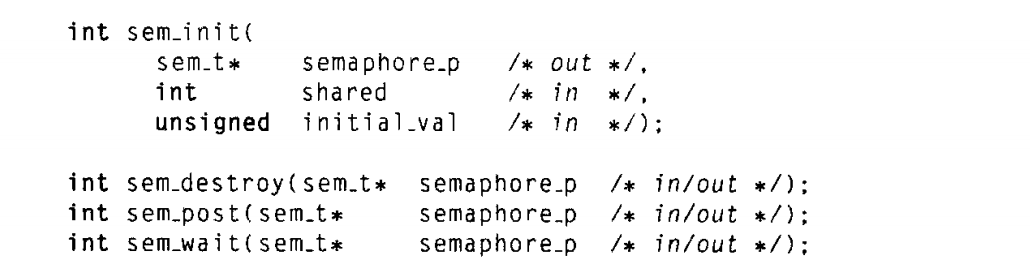 int sem_init(
sem_t* semaphore_p /* out */,
int shared /* in */,
unsigned initial_val /* in */);
int sem_destroy(sem_t* semaphore_p /* in/out */);
int sem_post(sem_t* semaphore_p /* in/out */);
int sem_wait(sem_t* semaphore_p /* in/out */);